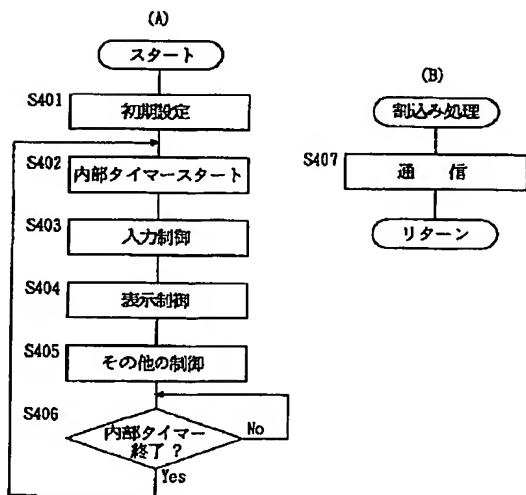 (A)
スタート
S401
初期設定
S402
内部タイマースタート
S403
入力制御
S404
表示制御
S405
その他の制御
S406
内部タイマー
終了?
No
Yes
(B)
割込み処理
S407
通 信
リターン